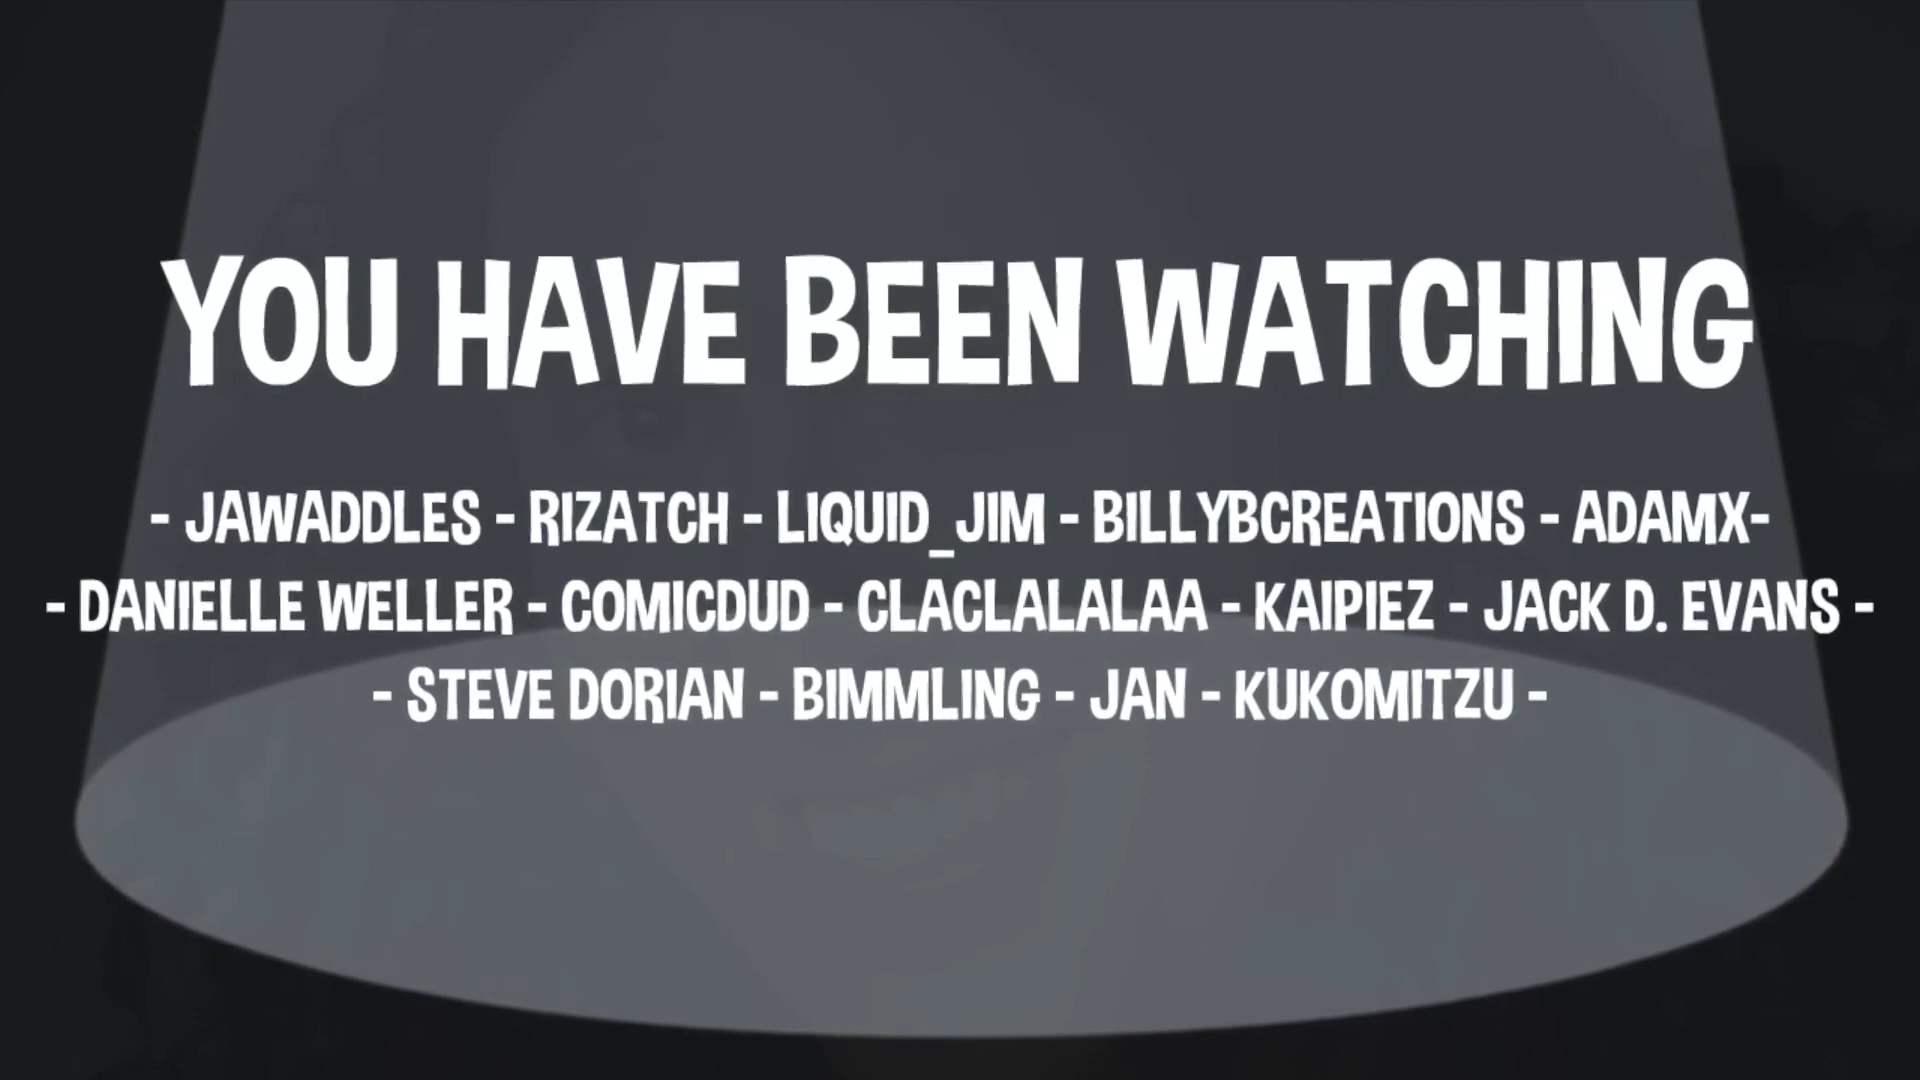 YOU HAVE BEEN WATCHING
- JAWADDLES - RIZATCH - LIQUID_JIM - BILLYBCREATIONS - ADAMX-
- DANIELLE WELLER - COMICDUD - CLACLALALAA - KAIPIEZ - JACK D. EVANS -
- STEVE DORIAN - BIMMLING - JAN - KUKOMITZU -